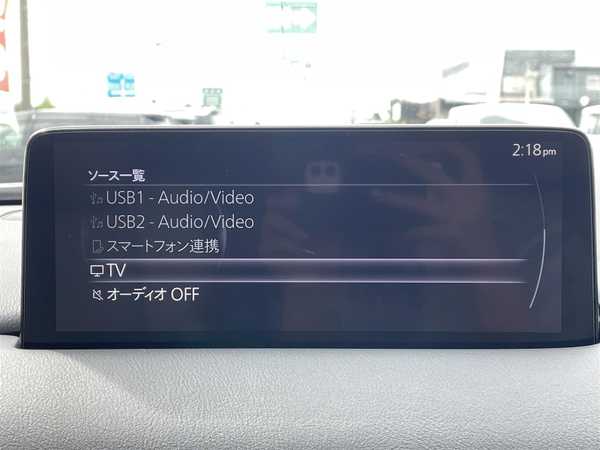 2:18pm
ソース一覧
USB1 - Audio/Video
USB2 - Audio/Video
スマートフォン連携
TV
オーディオ OFF